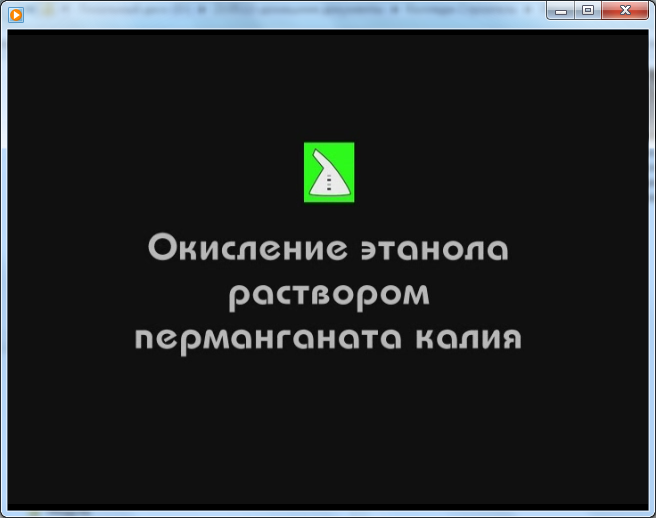 Окисление этанола
раствором
перманганата калия